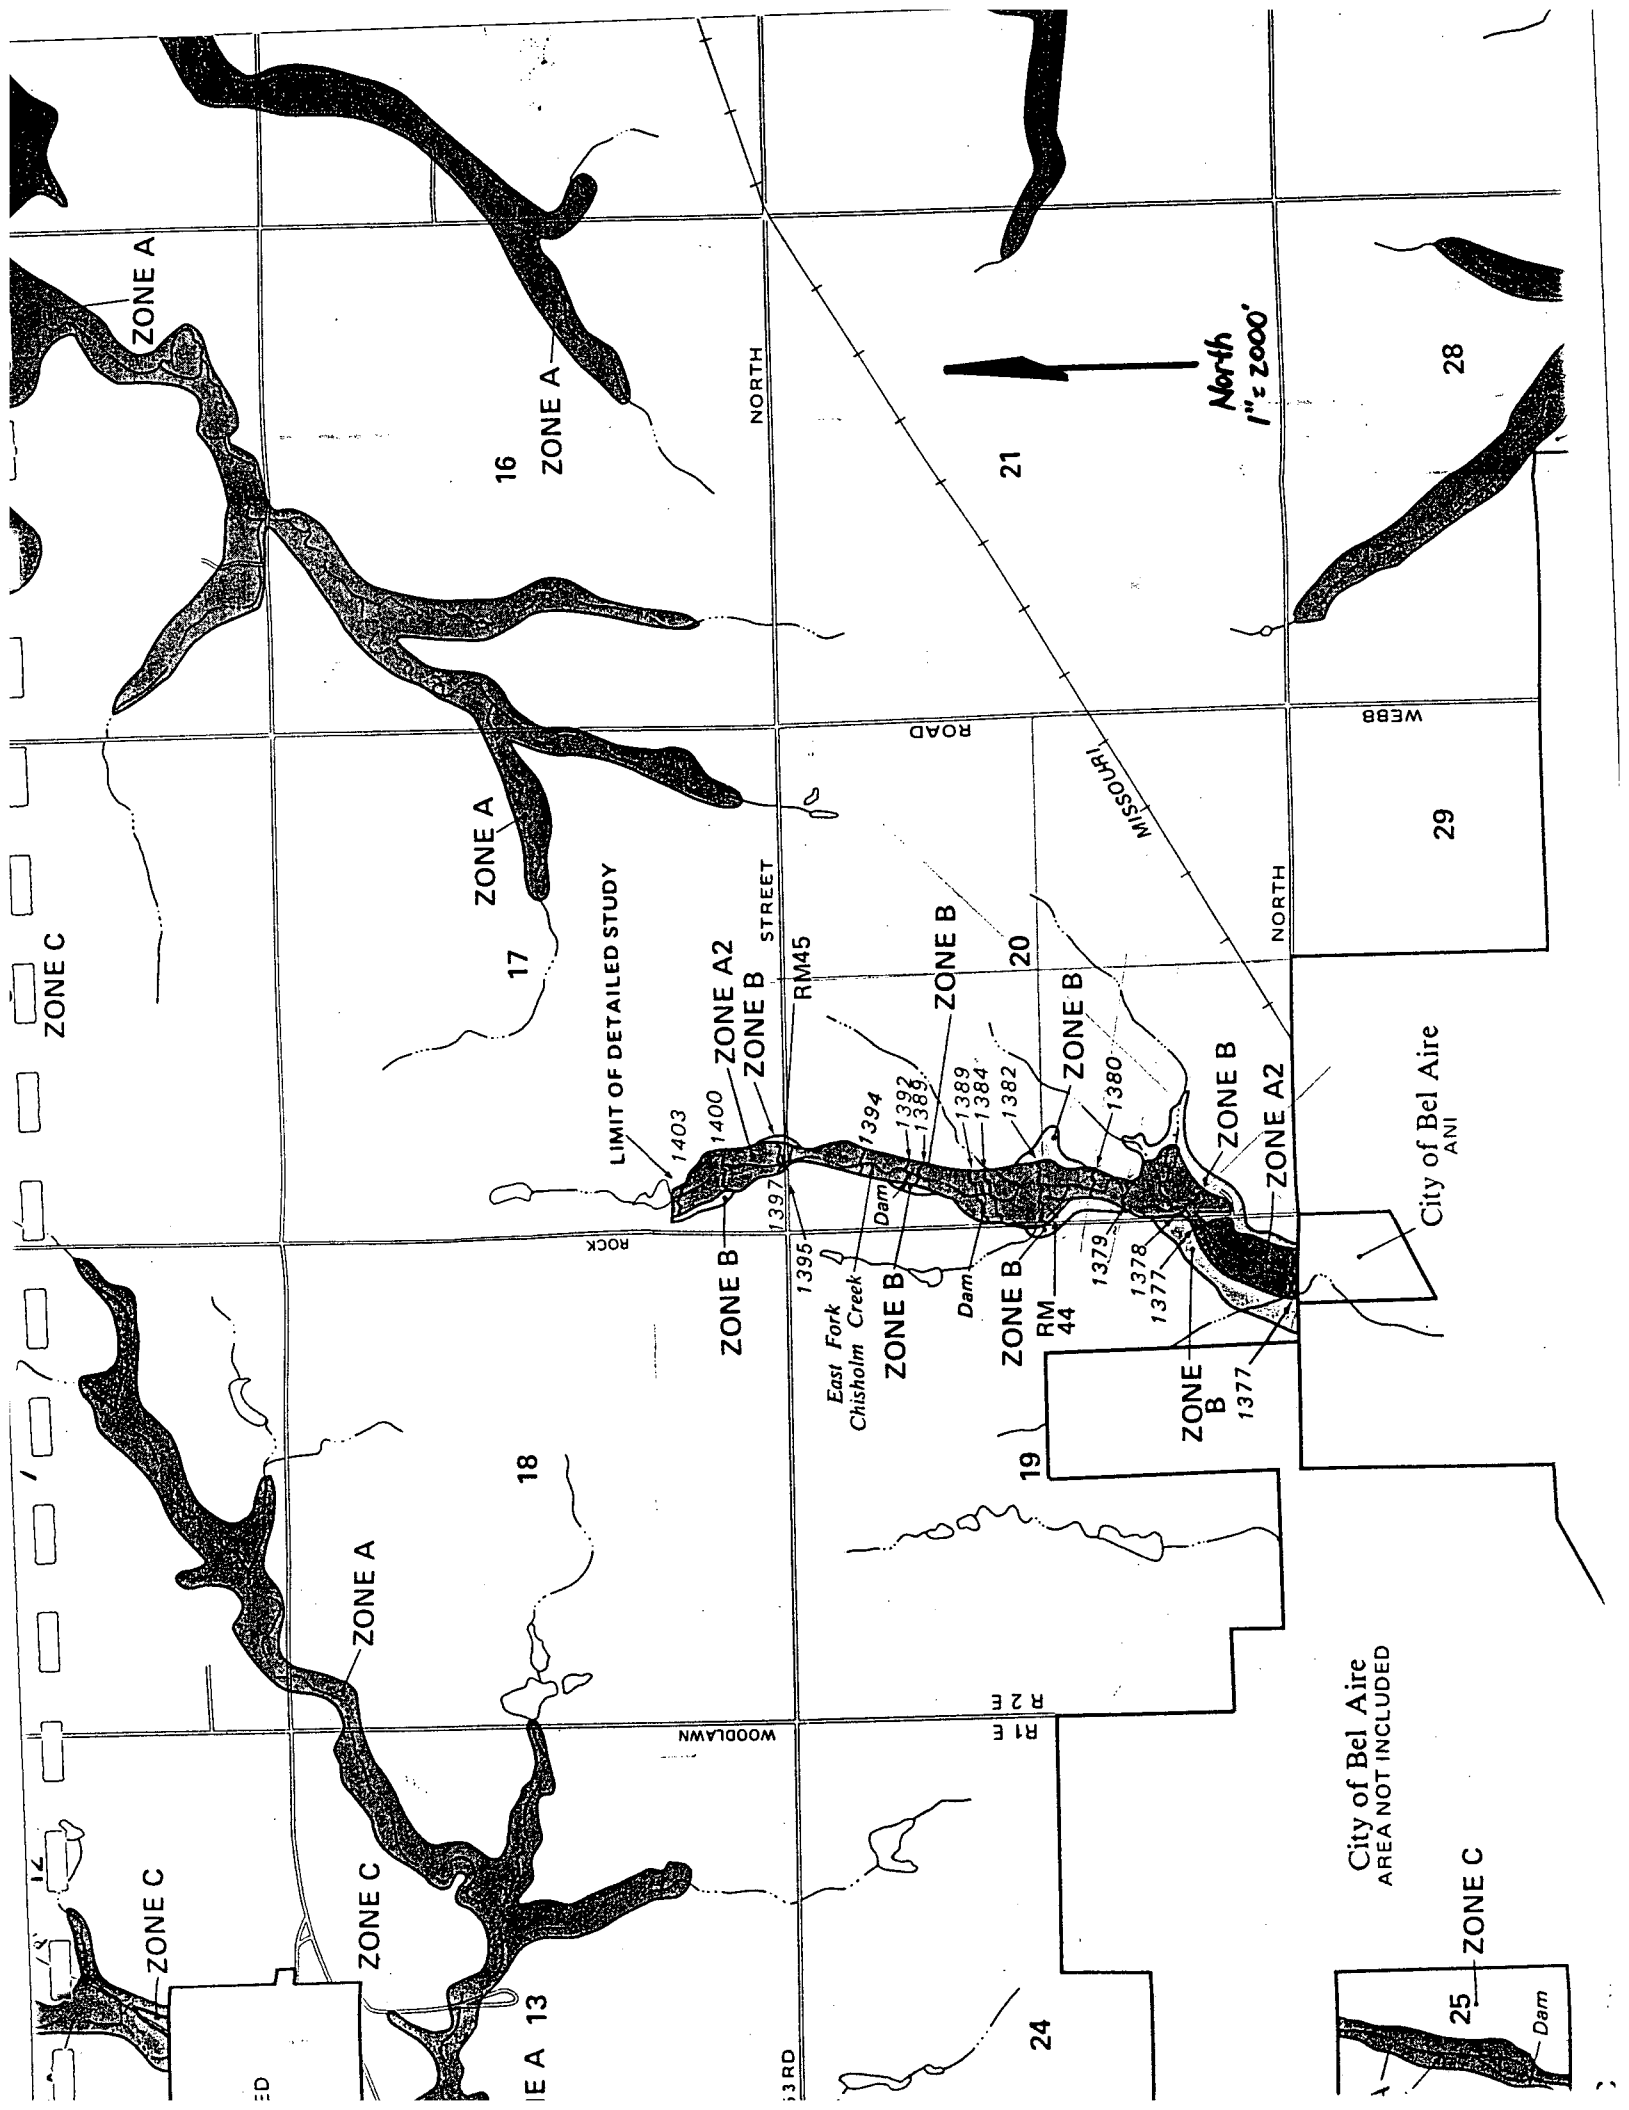 ZONE A
ZONE A
16
NORTH
21
North
1" = 2000'
28
ZONE C
ZONE A
17
ROAD
WEBB
MISSOURI
29
LIMIT OF DETAILED STUDY
STREET
RM45
ZONE A2
ZONE B
1403
1400
1397
1395
ZONE B
ROCK
1394
1392
1389
ZONE B
1389
1384
1382
20
ZONE B
1380
NORTH
ZONE B
ZONE A2
East Fork
Chisholm Creek
Dam
ZONE B
Dam
ZONE B
RM
44
1379
1378
1377
ZONE
B
1377
City of Bel Aire
ANI
18
19
ZONE A
WOODLAWN
R 2 E
R1 E
City of Bel Aire
AREA NOT INCLUDED
12
ZONE C
ZONE C
13
24
25
ZONE C
Dam